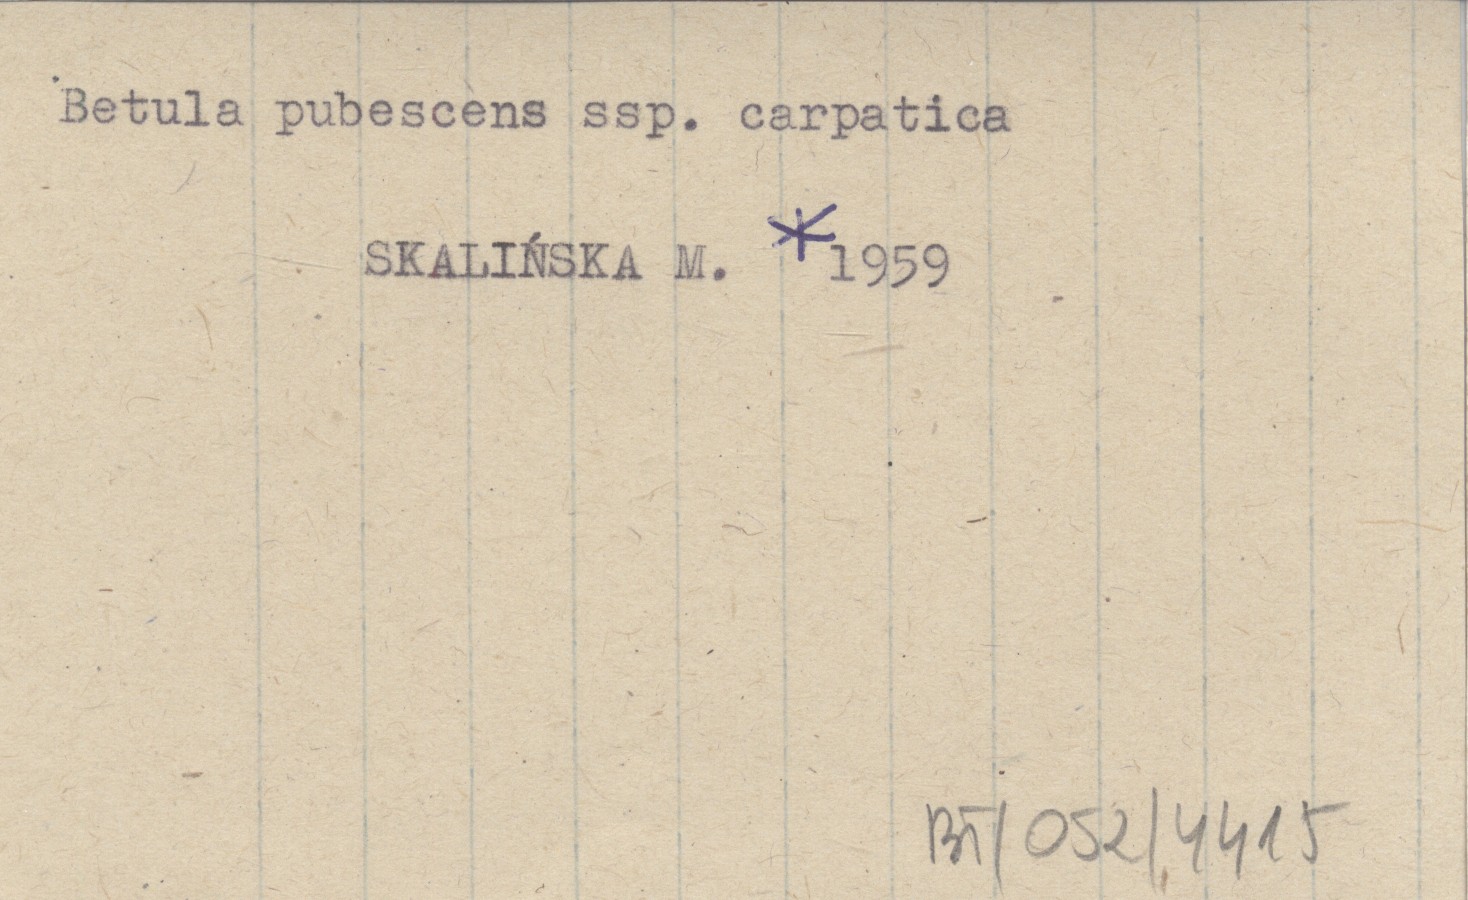 Betula pubescens ssp. carpatica
SKALIŃSKA M. * 1959
BT/052/4415